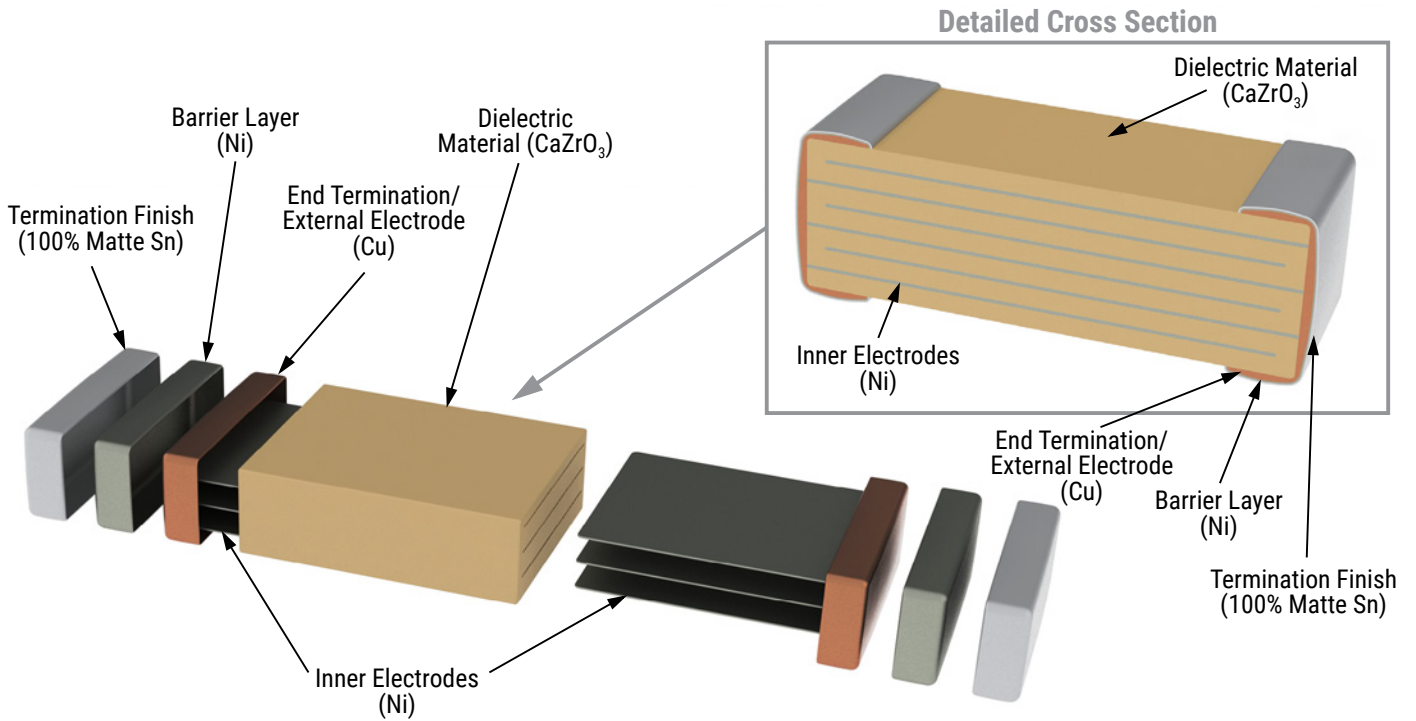 Detailed Cross Section
Dielectric Material
(CaZrO₃)
Barrier Layer
(Ni)
Dielectric
Material (CaZrO₃)
End Termination/
External Electrode
(Cu)
Termination Finish
(100% Matte Sn)
Inner Electrodes
(Ni)
End Termination/
External Electrode
(Cu)
Barrier Layer
(Ni)
Termination Finish
(100% Matte Sn)
Inner Electrodes
(Ni)